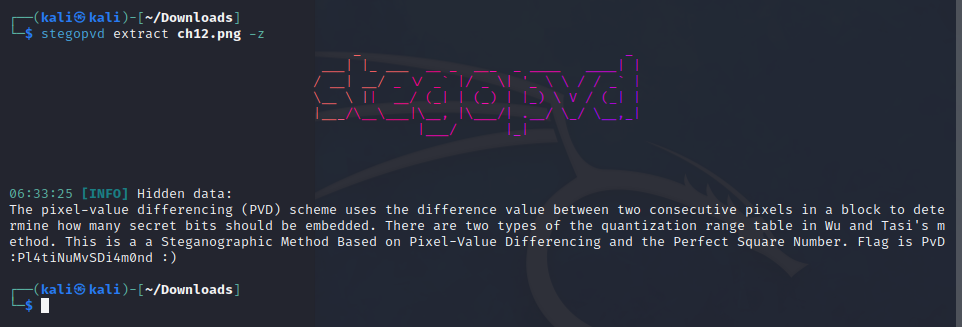 ┌──(kali㉿kali)-[~/Downloads]
└─$ stegopvd extract ch12.png -z
stegopvd
06:33:25 [INFO] Hidden data:
The pixel-value differencing (PVD) scheme uses the difference value between two consecutive pixels in a block to dete
rmine how many secret bits should be embedded. There are two types of the quantization range table in Wu and Tasi's m
ethod. This is a a Steganographic Method Based on Pixel-Value Differencing and the Perfect Square Number. Flag is PvD
:Pl4tiNuMvSDi4m0nd :)
┌──(kali㉿kali)-[~/Downloads]
└─$